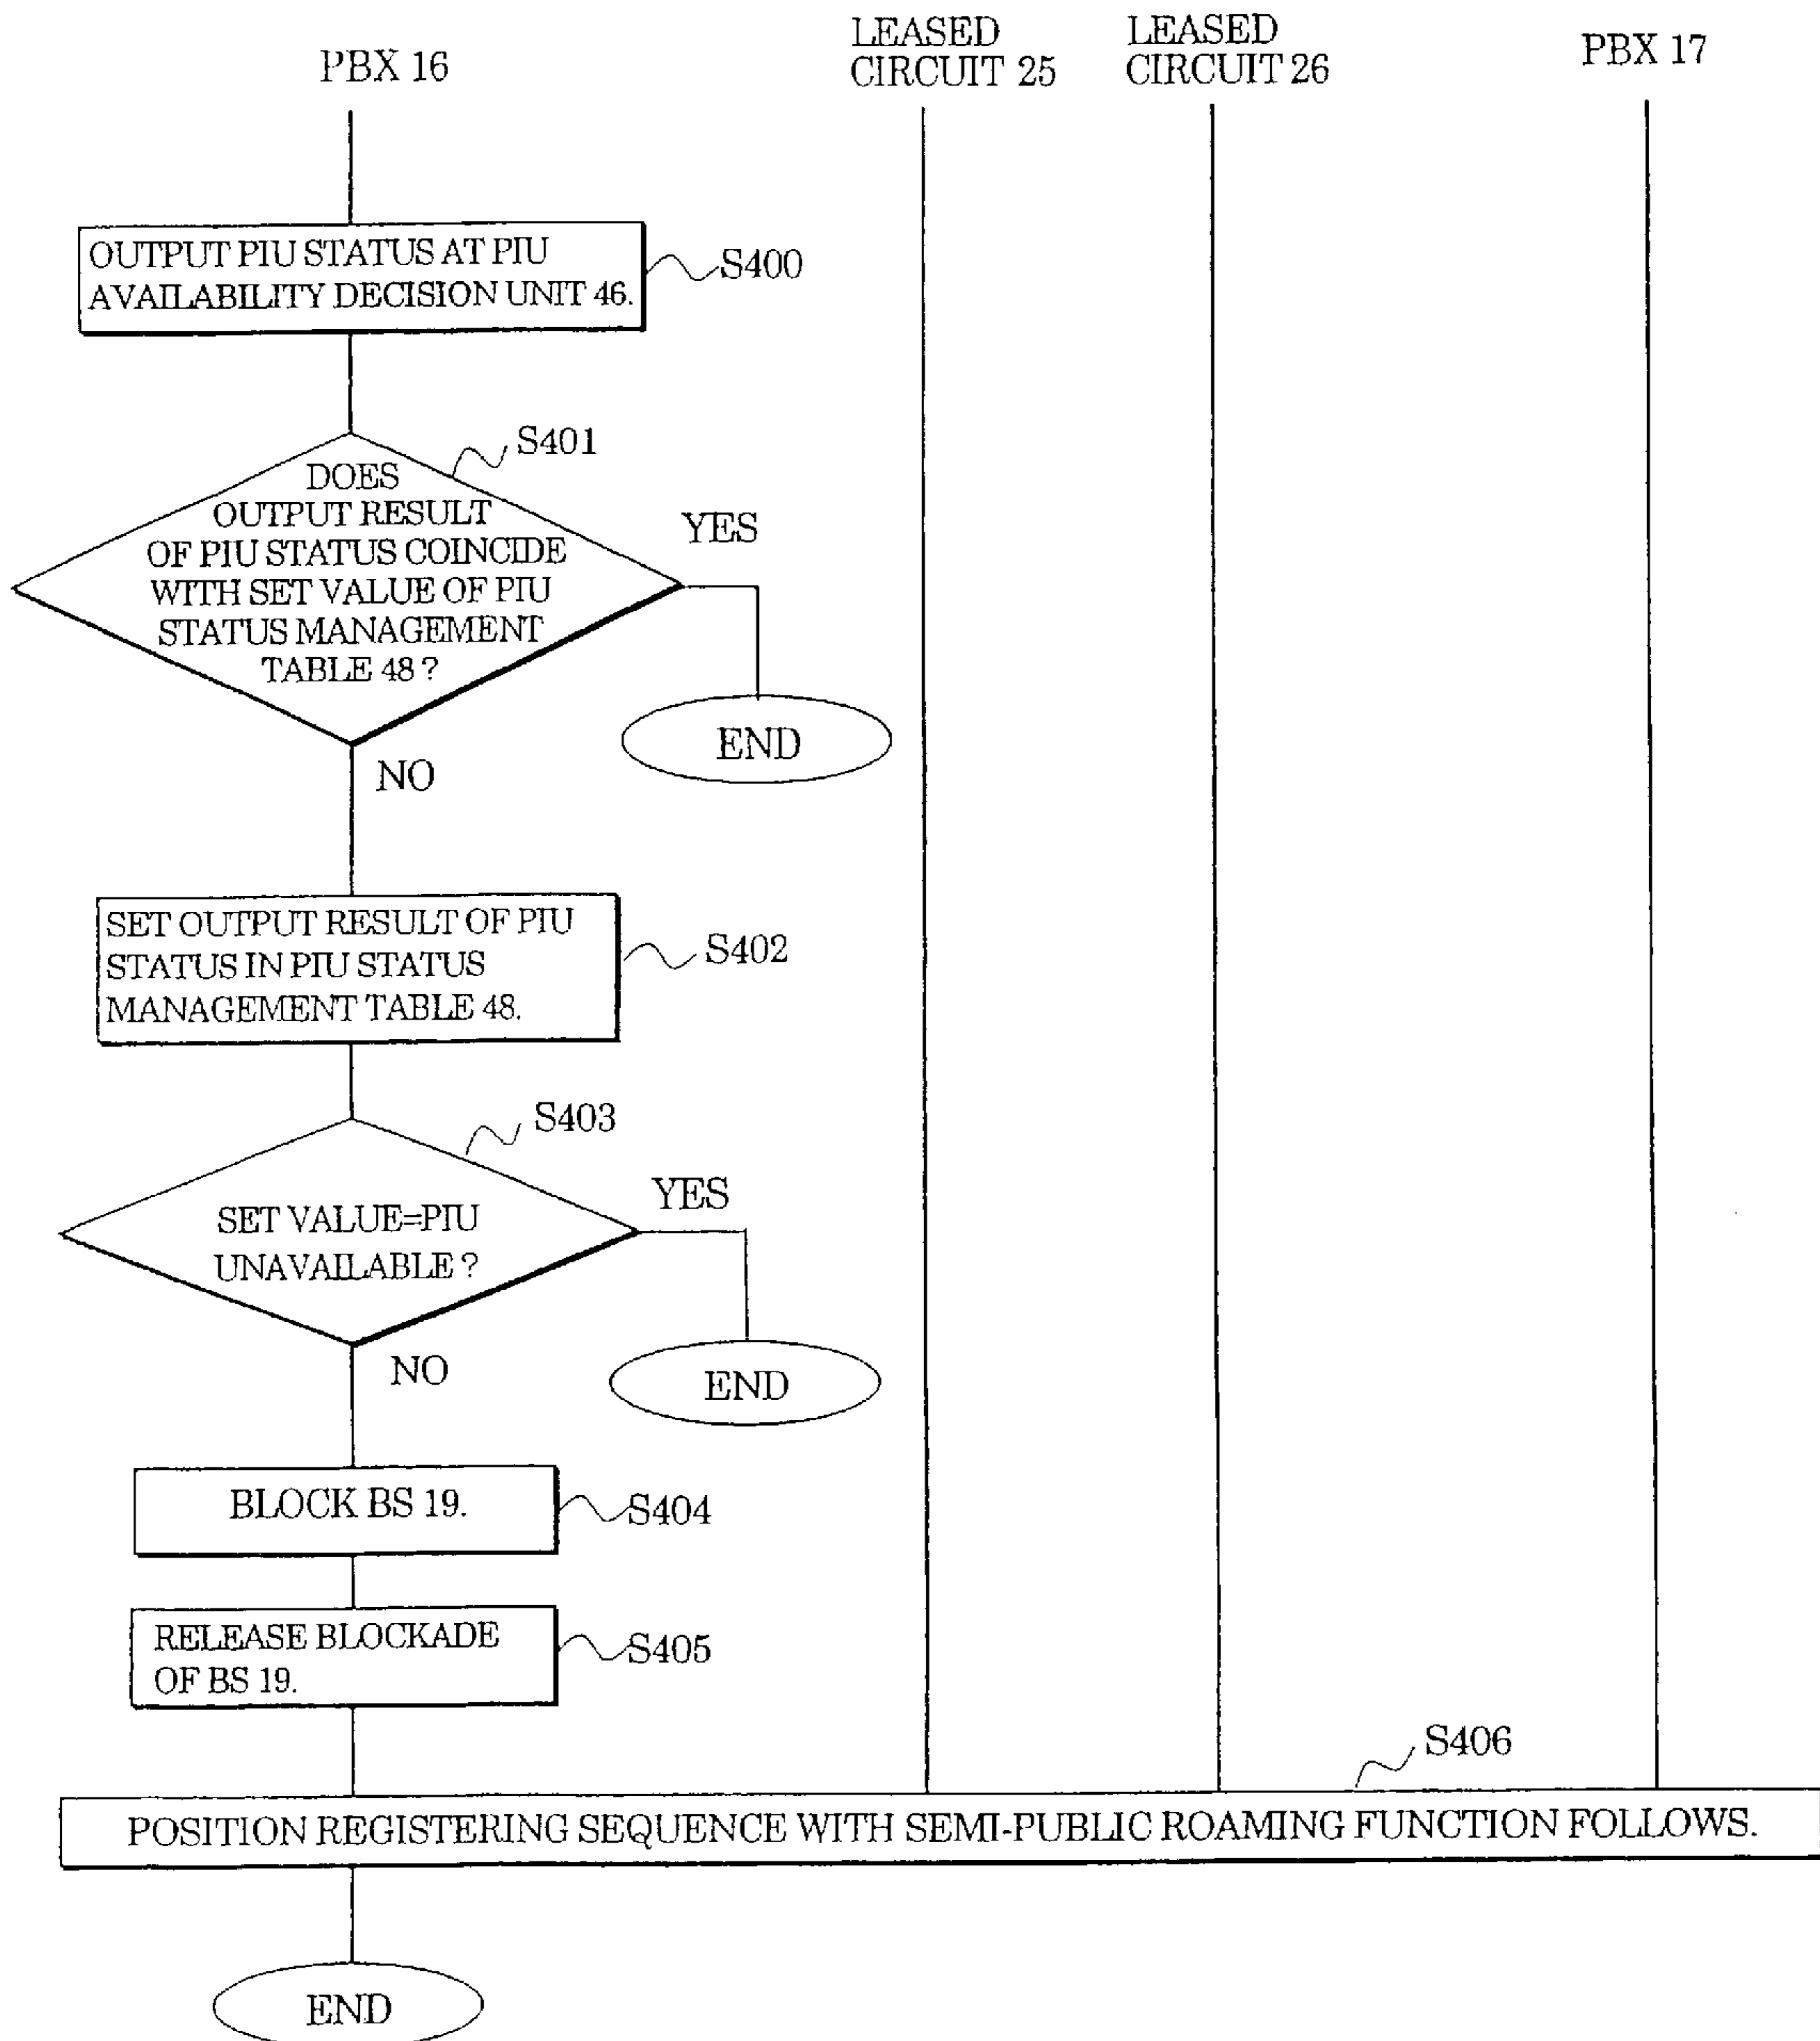 PBX 16
LEASED
CIRCUIT 25
LEASED
CIRCUIT 26
PBX 17
OUTPUT PIU STATUS AT PIU
AVAILABILITY DECISION UNIT 46.
S400
S401
DOES
OUTPUT RESULT
OF PIU STATUS COINCIDE
WITH SET VALUE OF PIU
STATUS MANAGEMENT
TABLE 48 ?
YES
END
NO
SET OUTPUT RESULT OF PIU
STATUS IN PIU STATUS
MANAGEMENT TABLE 48.
S402
S403
SET VALUE=PIU
UNAVAILABLE ?
YES
END
NO
BLOCK BS 19.
S404
RELEASE BLOCKADE
OF BS 19.
S405
S406
POSITION REGISTERING SEQUENCE WITH SEMI-PUBLIC ROAMING FUNCTION FOLLOWS.
END